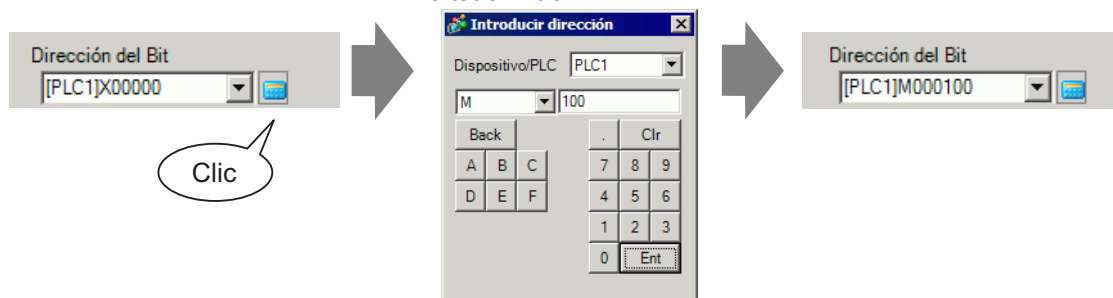 Dirección del Bit
[PLC1]X00000
Clic
Introducir dirección
Dispositivo/PLC PLC1
M 100
Back . Clr
A B C 7 8 9
D E F 4 5 6
1 2 3
0 Ent
Dirección del Bit
[PLC1]M000100